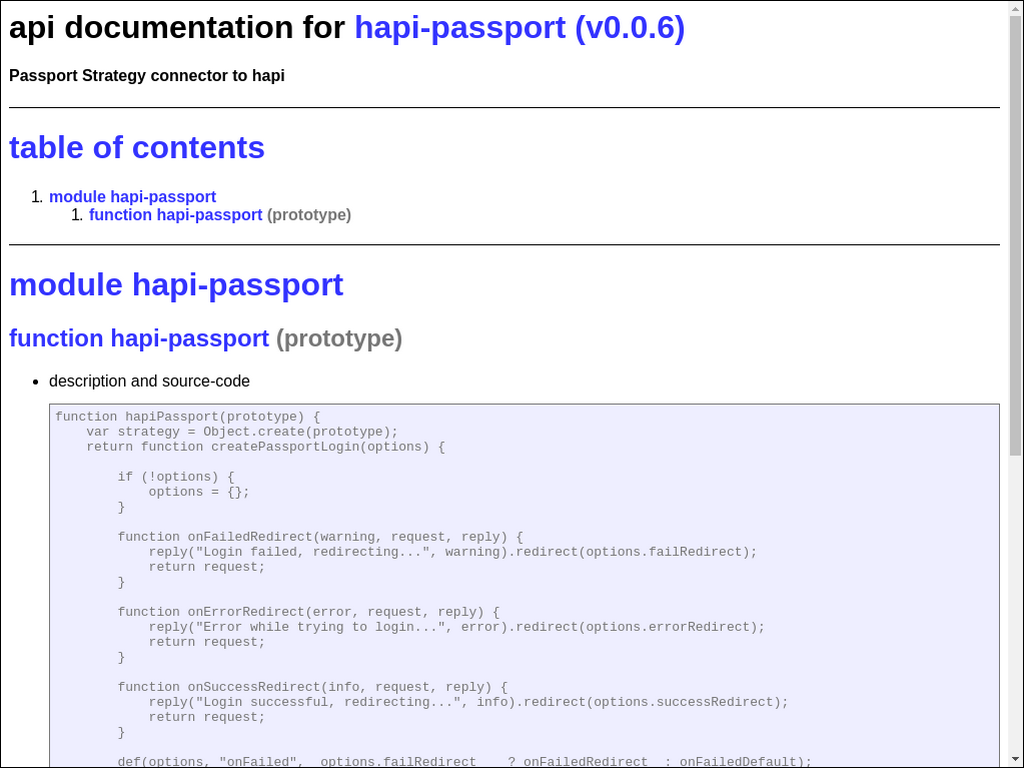 api documentation for hapi-passport (v0.0.6)
Passport Strategy connector to hapi
table of contents
1. module hapi-passport
1. function hapi-passport (prototype)
module hapi-passport
function hapi-passport (prototype)
• description and source-code
function hapiPassport(prototype) {
    var strategy = Object.create(prototype);
    return function createPassportLogin(options) {

        if (!options) {
            options = {};
        }

        function onFailedRedirect(warning, request, reply) {
            reply("Login failed, redirecting...", warning).redirect(options.failRedirect);
            return request;
        }

        function onErrorRedirect(error, request, reply) {
            reply("Error while trying to login...", error).redirect(options.errorRedirect);
            return request;
        }

        function onSuccessRedirect(info, request, reply) {
            reply("Login successful, redirecting...", info).redirect(options.successRedirect);
            return request;
        }

        def(options, "onFailed",  options.failRedirect    ? onFailedRedirect  : onFailedDefault);